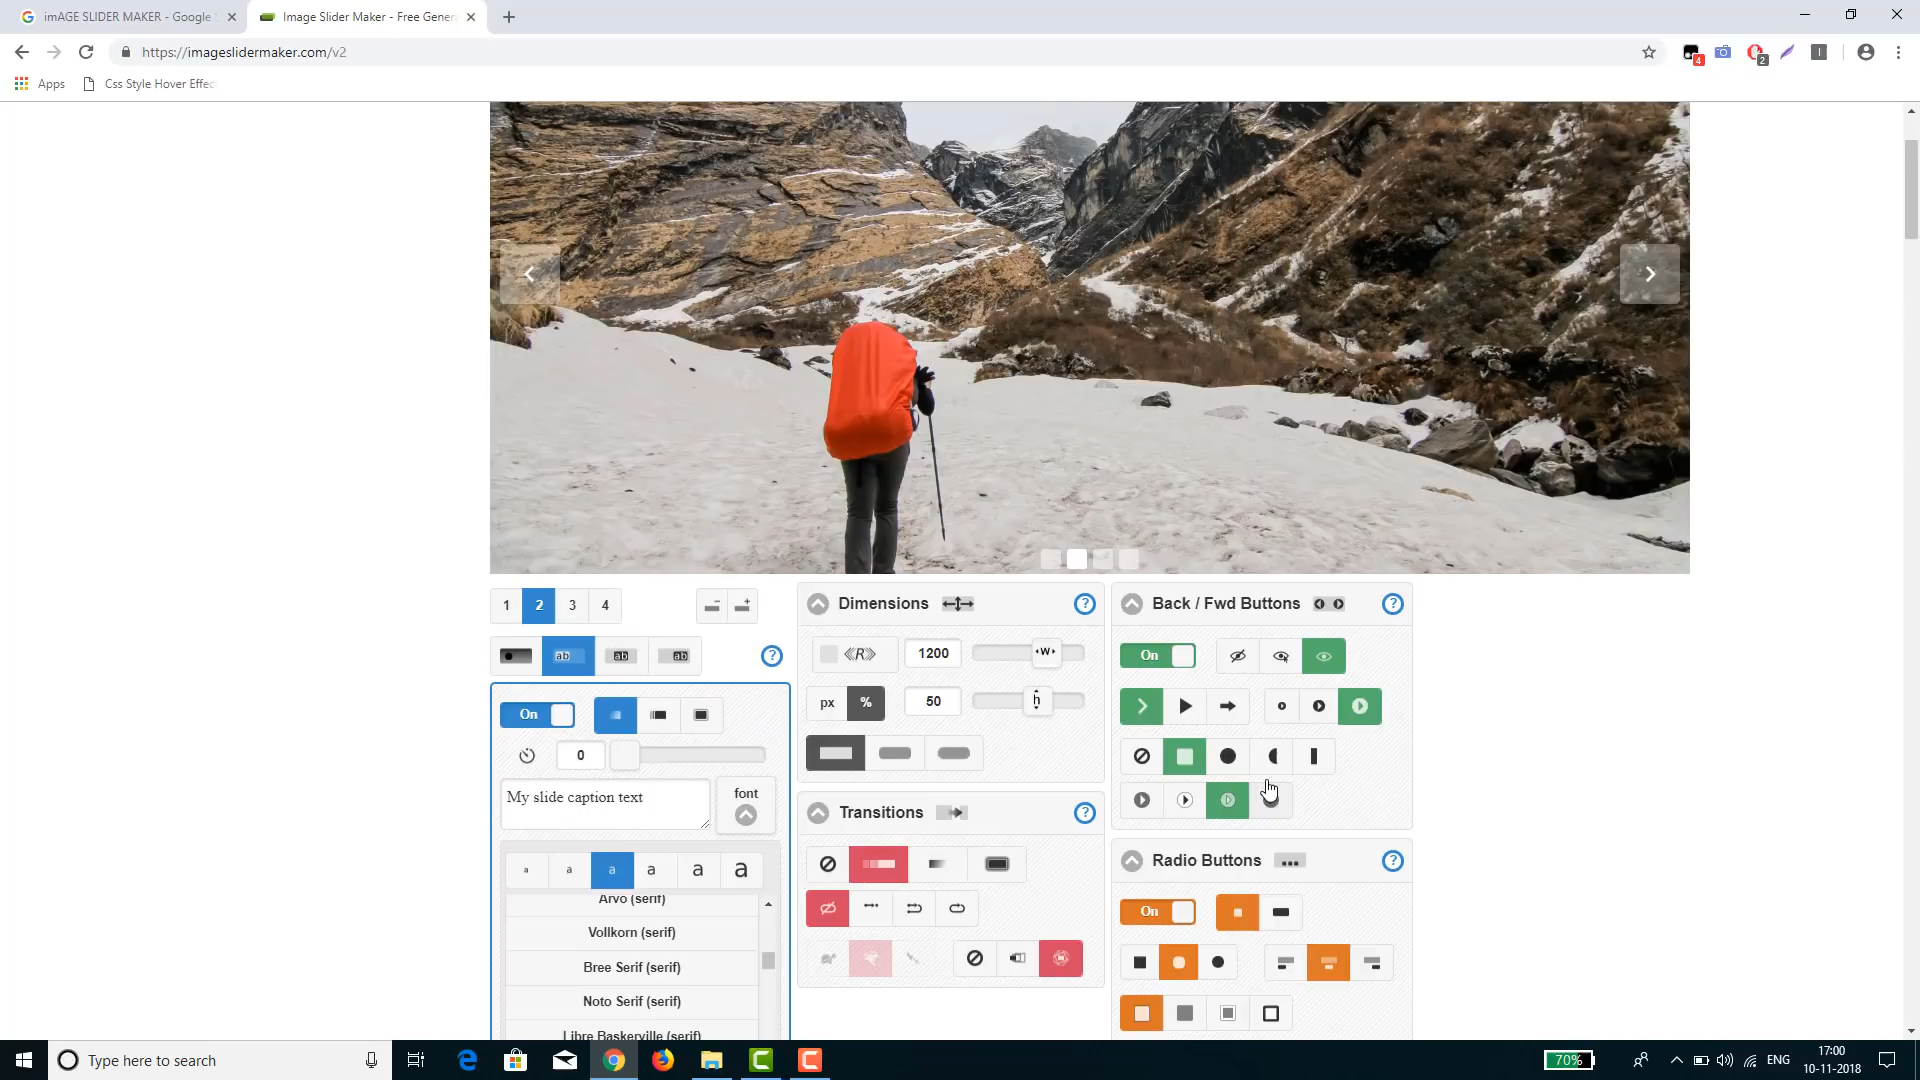 imAGE SLIDER MAKER - Google S
Image Slider Maker - Free Gener
https://imageslidermaker.com/v2
4
2
Apps
Css Style Hover Effec
1
2
3
4
Dimensions
Back / Fwd Buttons
ab
ab
ab
R
1200
W
On
On
px
%
50
h
0
My slide caption text
font
Transitions
a
a
a
a
a
a
Radio Buttons
Arvo (serif)
Vollkorn (serif)
Bree Serif (serif)
Noto Serif (serif)
Libre Baskerville (serif)
On
Type here to search
70%
ENG
17:00
10-11-2018